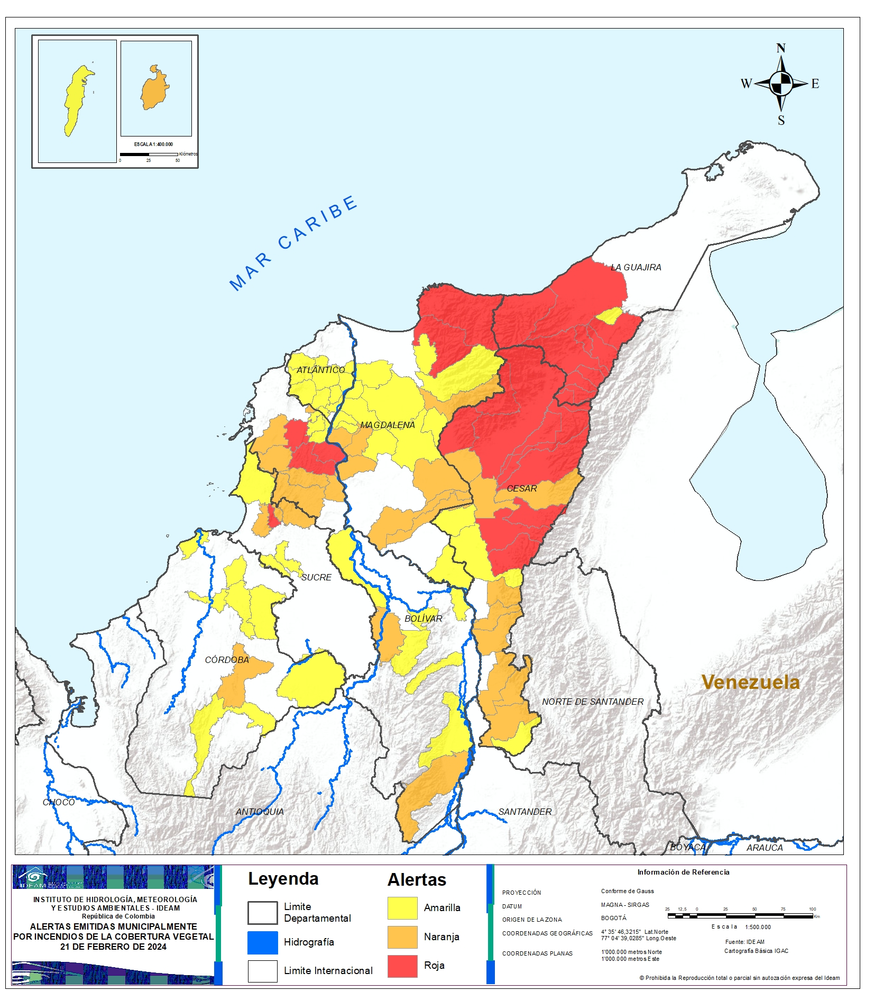 N
W
E
S
ESCALA 1:400.000
Kilómetros
0 25 50
MAR CARIBE
LA GUAJIRA
ATLÁNTICO
MAGDALENA
CESAR
SUCRE
BOLÍVAR
CÓRDOBA
Venezuela
NORTE DE SANTANDER
CHOCÓ
ANTIOQUIA
SANTANDER
BOYACÁ
ARAUCA
IDEAM
INSTITUTO DE HIDROLOGÍA, METEOROLOGÍA
Y ESTUDIOS AMBIENTALES - IDEAM
República de Colombia
ALERTAS EMITIDAS MUNICIPALMENTE
POR INCENDIOS DE LA COBERTURA VEGETAL
21 DE FEBRERO DE 2024
Leyenda
Limite
Departamental
Hidrografía
Limite Internacional
Alertas
Amarilla
Naranja
Roja
Información de Referencia
PROYECCIÓN Conforme de Gauss
DATUM MAGNA - SIRGAS
ORIGEN DE LA ZONA BOGOTÁ
COORDENADAS GEOGRÁFICAS 4° 35' 46,3215" Lat.Norte
77° 04' 39,0285" Long.Oeste
COORDENADAS PLANAS 1'000.000 metros Norte
1'000.000 metros Este
25 12,5 0 25 50 75 100
Km
Escala 1:500.000
Fuente: IDEAM
Cartografía Básica IGAC
© Prohibida la Reproducción total o parcial sin autozación expresa del Ideam